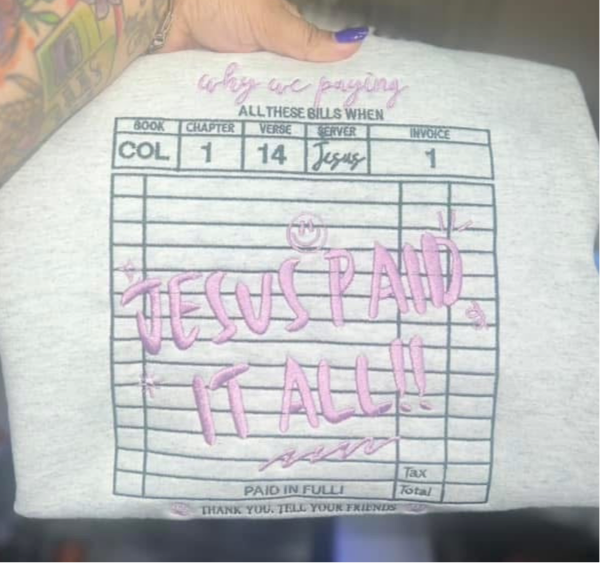 why we paying
ALL THESE BILLS WHEN
BOOK CHAPTER VERSE SERVER INVOICE
COL 1 14 Jesus 1
JESUS PAID
IT ALL!!
Tax
PAID IN FULL! Total
THANK YOU, TELL YOUR FRIENDS